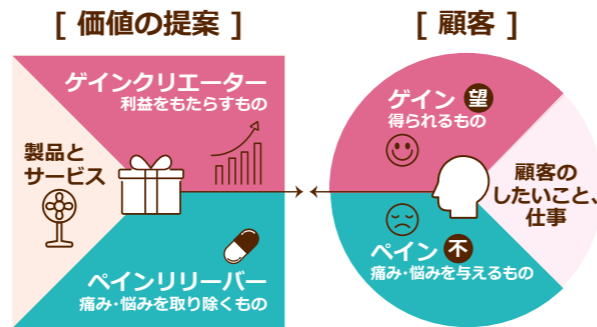 [ 価値の提案 ]
ゲインクリエーター
利益をもたらすもの
製品と
サービス
ペインリリーバー
痛み・悩みを取り除くもの
[ 顧客 ]
ゲイン 望
得られるもの
顧客の
したいこと、
仕事
ペイン 不
痛み・悩みを与えるもの